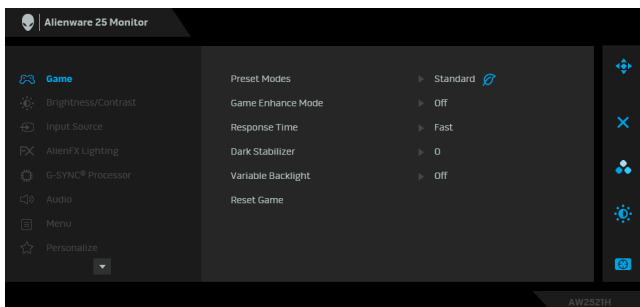 Alienware 25 Monitor
Game
Preset Modes Standard
Brightness/Contrast
Game Enhance Mode Off
Input Source
Response Time Fast
FX AlienFX Lighting
Dark Stabilizer 0
G-SYNC® Processor
Variable Backlight Off
Audio
Reset Game
Menu
Personalize
AW2521H